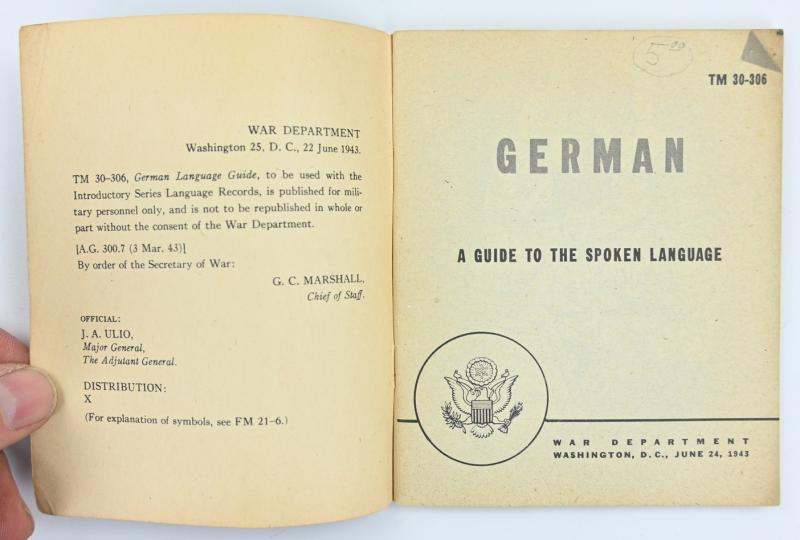 WAR DEPARTMENT
Washington 25, D. C., 22 June 1943.
TM 30–306, German Language Guide, to be used with the
Introductory Series Language Records, is published for mili-
tary personnel only, and is not to be republished in whole or
part without the consent of the War Department.
[A.G. 300.7 (3 Mar. 43)]
By order of the Secretary of War:
G. C. MARSHALL,
Chief of Staff.
OFFICIAL:
J. A. ULIO,
Major General,
The Adjutant General.
DISTRIBUTION:
X
(For explanation of symbols, see FM 21–6.)
5.00
TM 30-306
GERMAN
A GUIDE TO THE SPOKEN LANGUAGE
WAR DEPARTMENT
WASHINGTON, D.C., JUNE 24, 1943